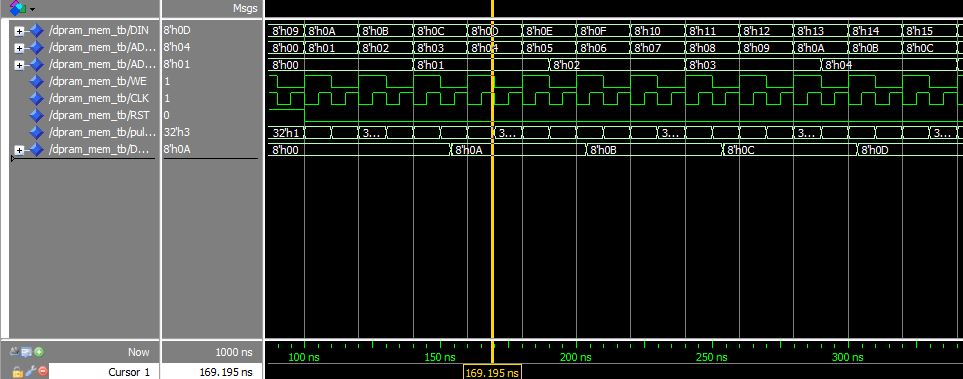 Msgs
/dpram_mem_tb/DIN 8'h0D 8'h09 8'h0A 8'h0B 8'h0C 8'h0D 8'h0E 8'h0F 8'h10 8'h11 8'h12 8'h13 8'h14 8'h15
/dpram_mem_tb/AD... 8'h04 8'h00 8'h01 8'h02 8'h03 8'h04 8'h05 8'h06 8'h07 8'h08 8'h09 8'h0A 8'h0B 8'h0C
/dpram_mem_tb/AD... 8'h01 8'h00 8'h01 8'h02 8'h03 8'h04
/dpram_mem_tb/WE 1
/dpram_mem_tb/CLK 1
/dpram_mem_tb/RST 0
/dpram_mem_tb/pul... 32'h3 32'h1 3... 3... 3... 3... 3...
/dpram_mem_tb/D... 8'h0A 8'h00 8'h0A 8'h0B 8'h0C 8'h0D
Now 1000 ns 100 ns 150 ns 200 ns 250 ns 300 ns
Cursor 1 169.195 ns 169.195 ns